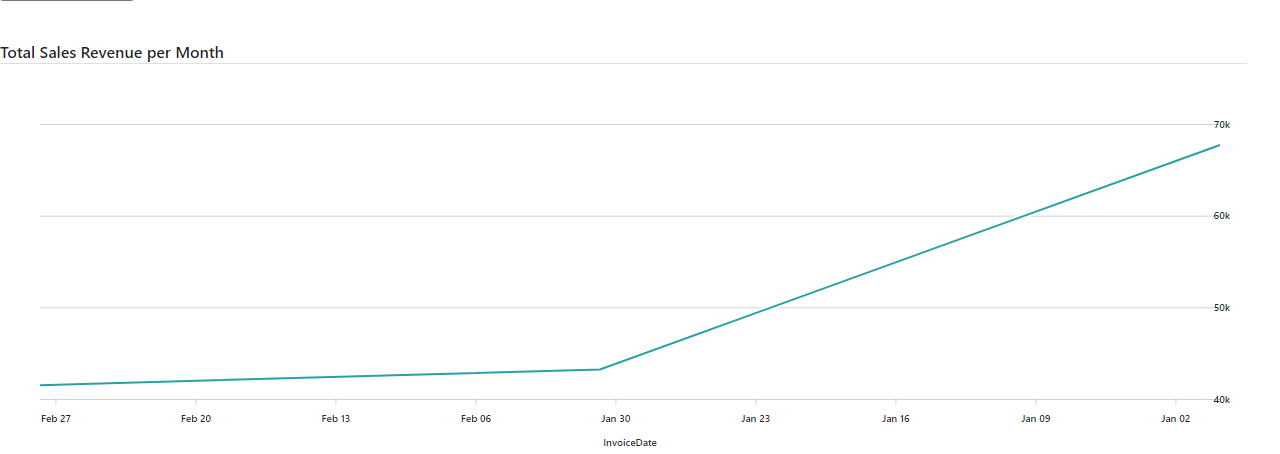 Total Sales Revenue per Month
70k
60k
50k
40k
Feb 27 Feb 20 Feb 13 Feb 06 Jan 30 Jan 23 Jan 16 Jan 09 Jan 02
InvoiceDate